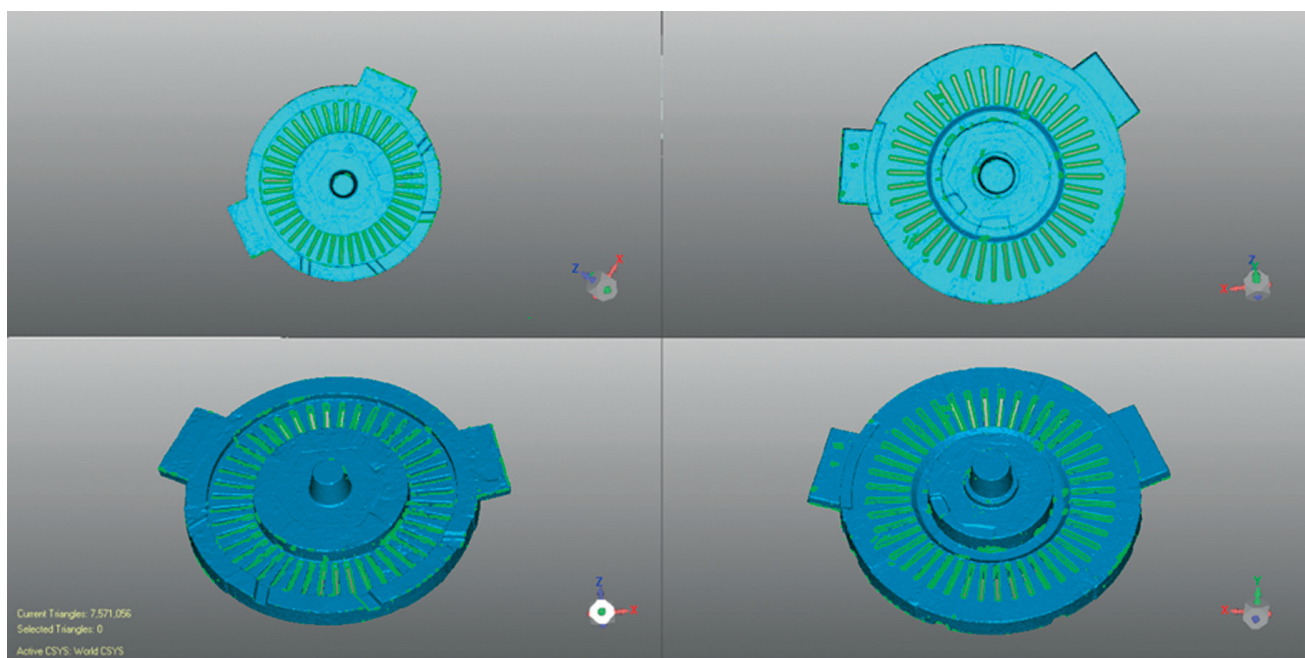 Z X
Z
X
Z
X
Y
X
Current Triangles: 7,571,056
Selected Triangles: 0
Active CSYS: World CSYS